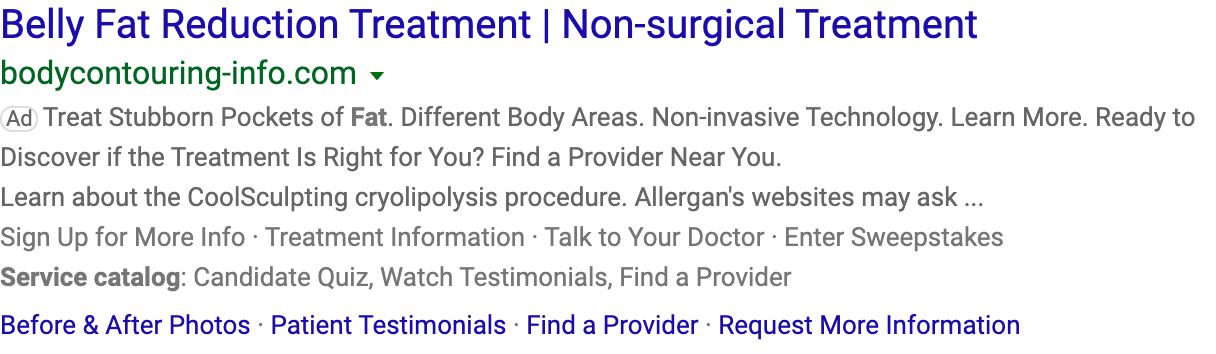 Belly Fat Reduction Treatment | Non-surgical Treatment
bodycontouring-info.com
Ad Treat Stubborn Pockets of Fat. Different Body Areas. Non-invasive Technology. Learn More. Ready to
Discover if the Treatment Is Right for You? Find a Provider Near You.
Learn about the CoolSculpting cryolipolysis procedure. Allergan's websites may ask ...
Sign Up for More Info · Treatment Information · Talk to Your Doctor · Enter Sweepstakes
Service catalog: Candidate Quiz, Watch Testimonials, Find a Provider
Before & After Photos · Patient Testimonials · Find a Provider · Request More Information